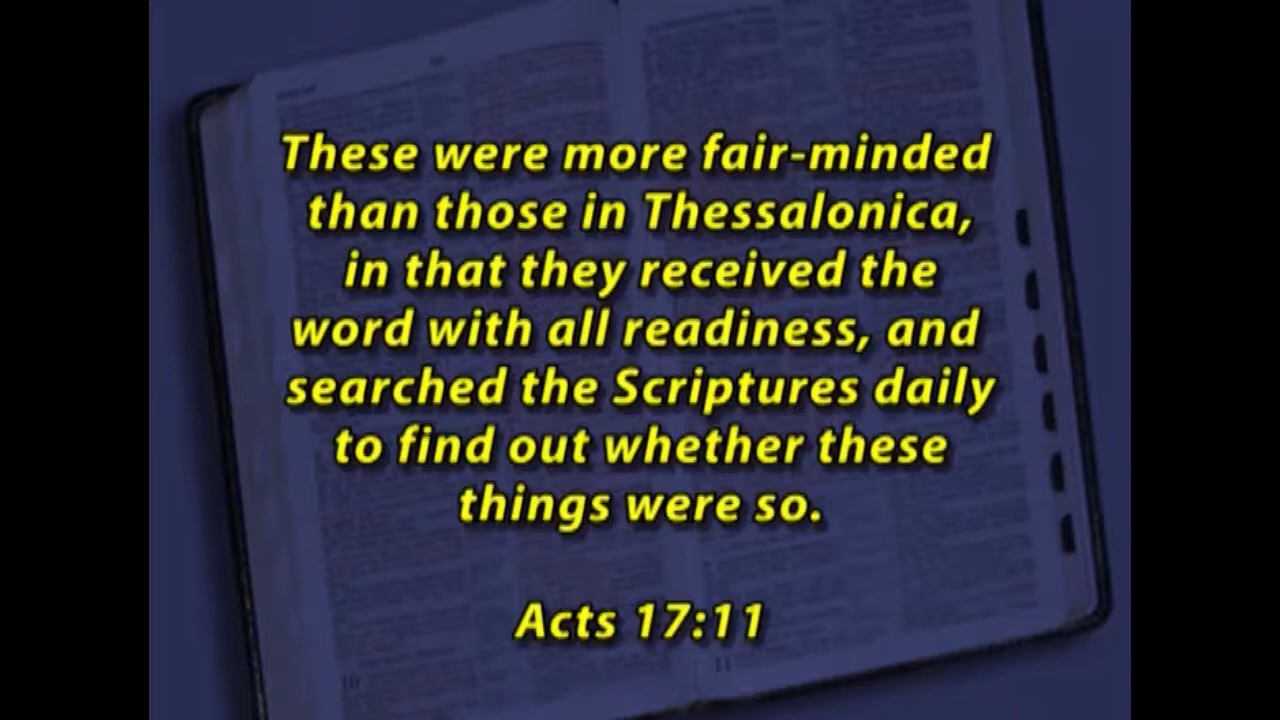 These were more fair-minded
than those in Thessalonica,
in that they received the
word with all readiness, and
searched the Scriptures daily
to find out whether these
things were so.
Acts 17:11